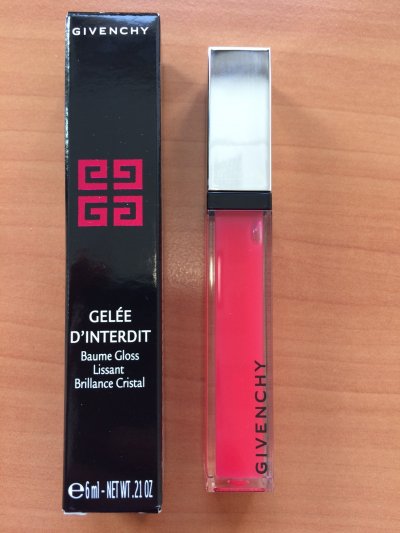 GIVENCHY
GELÉE
D'INTERDIT
Baume Gloss
Lissant
Brillance Cristal
℮6 ml - NET WT .21 OZ
GIVENCHY